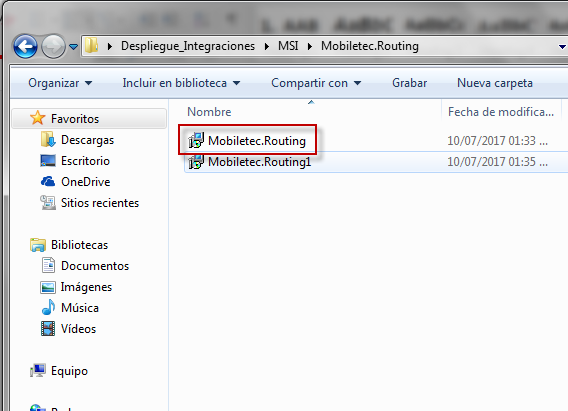 Despliegue_Integraciones MSI Mobiletec.Routing
Organizar Incluir en biblioteca Compartir con Grabar Nueva carpeta
Favoritos
Descargas
Escritorio
OneDrive
Sitios recientes
Bibliotecas
Documentos
Imágenes
Música
Vídeos
Equipo
Nombre Fecha de modifica...
Mobiletec.Routing 10/07/2017 01:33 ...
Mobiletec.Routing1 10/07/2017 01:35 ...